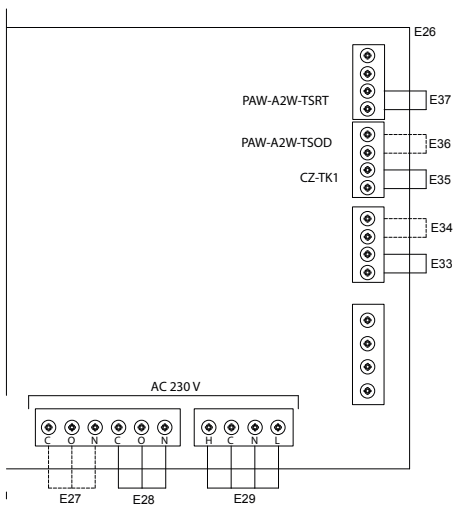 E26
PAW-A2W-TSRT
E37
PAW-A2W-TSOD
E36
CZ-TK1
E35
E34
E33
AC 230 V
C O N C O N H C N L
E27 E28 E29